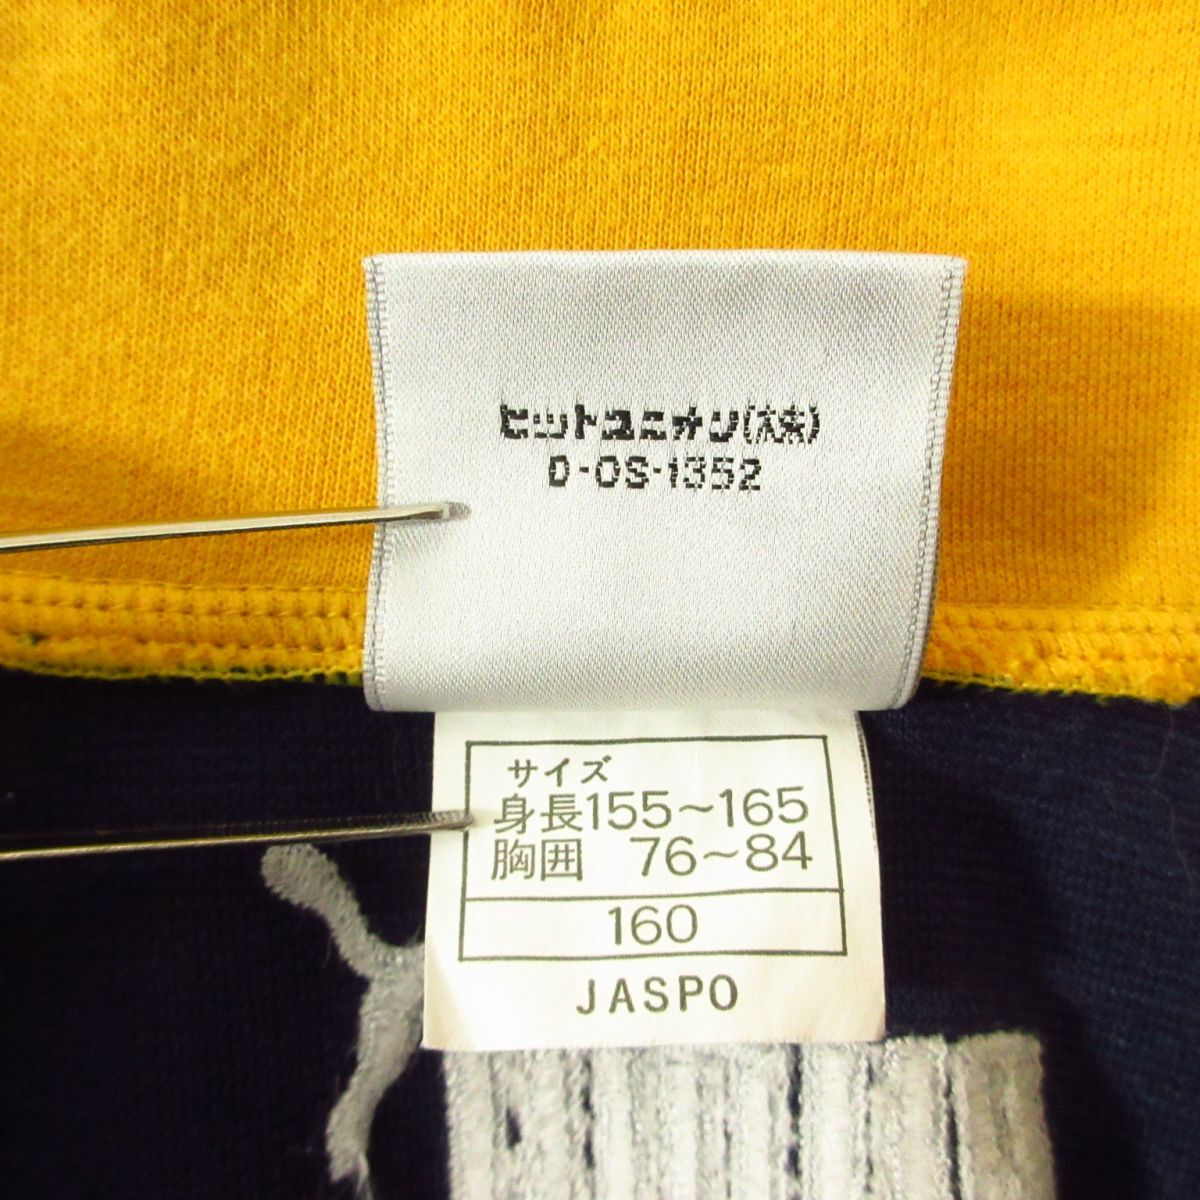 ヒットユニオン(株)
D-OS-1352
サイズ
身長155～165
胸囲 76～84
160
JASPO